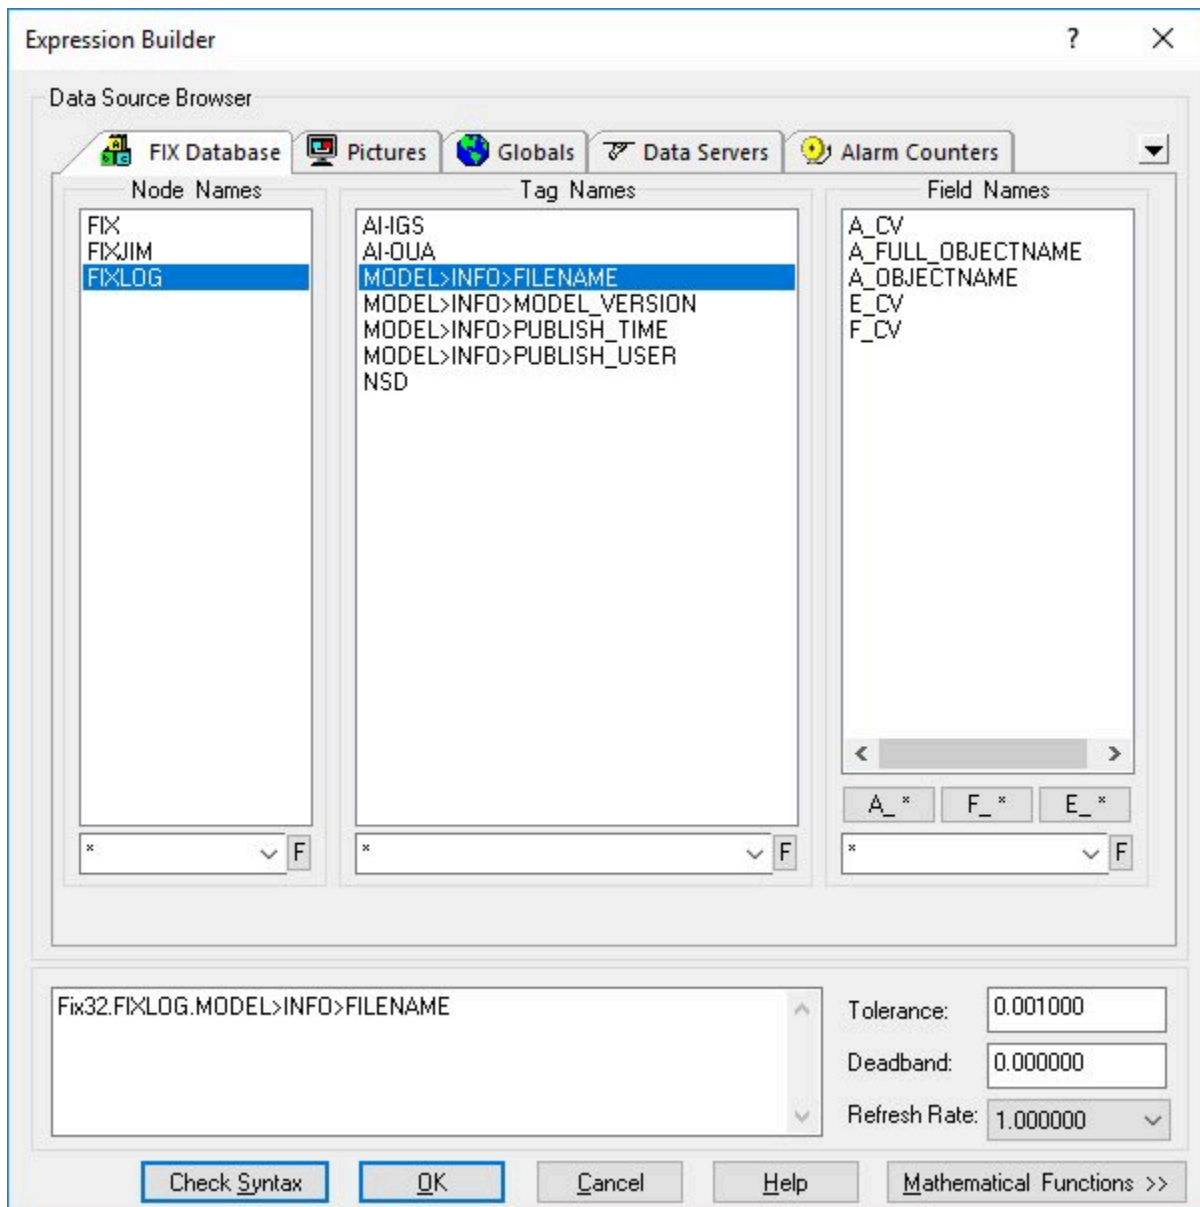 Expression Builder
?
Data Source Browser
FIX Database
Pictures
Globals
Data Servers
Alarm Counters
Node Names
FIX
FIXJIM
FIXLOG
*
F
Tag Names
AI-IGS
AI-OUA
MODEL>INFO>FILENAME
MODEL>INFO>MODEL_VERSION
MODEL>INFO>PUBLISH_TIME
MODEL>INFO>PUBLISH_USER
NSD
*
F
Field Names
A_CV
A_FULL_OBJECTNAME
A_OBJECTNAME
E_CV
F_CV
A_ *
F_ *
E_ *
*
F
Fix32.FIXLOG.MODEL>INFO>FILENAME
Tolerance: 0.001000
Deadband: 0.000000
Refresh Rate: 1.000000
Check Syntax
OK
Cancel
Help
Mathematical Functions >>